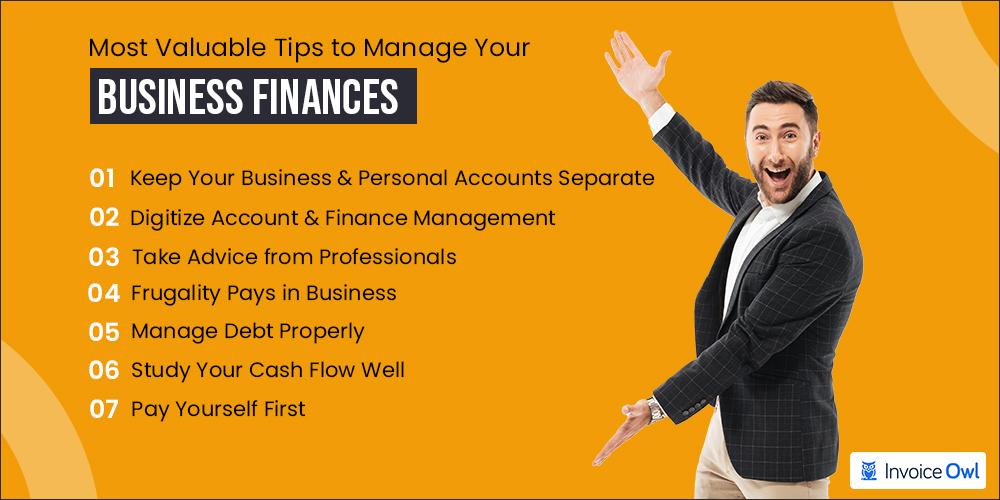 Most Valuable Tips to Manage Your
BUSINESS FINANCES
01 Keep Your Business & Personal Accounts Separate
02 Digitize Account & Finance Management
03 Take Advice from Professionals
04 Frugality Pays in Business
05 Manage Debt Properly
06 Study Your Cash Flow Well
07 Pay Yourself First
Invoice Owl